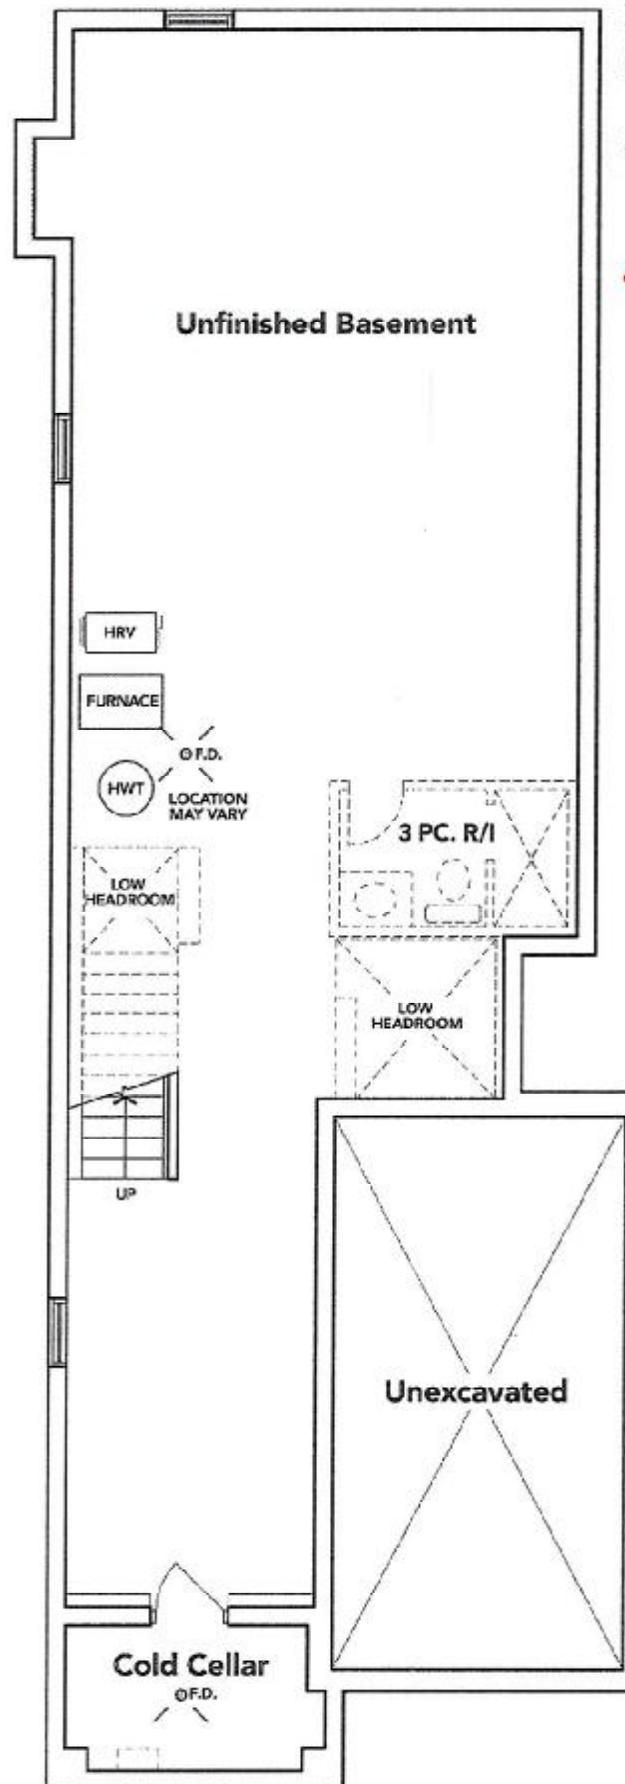 Unfinished Basement
HRV
FURNACE
F.D.
HWT
LOCATION
MAY VARY
3 PC. R/I
LOW
HEADROOM
LOW
HEADROOM
UP
Unexcavated
Cold Cellar
F.D.